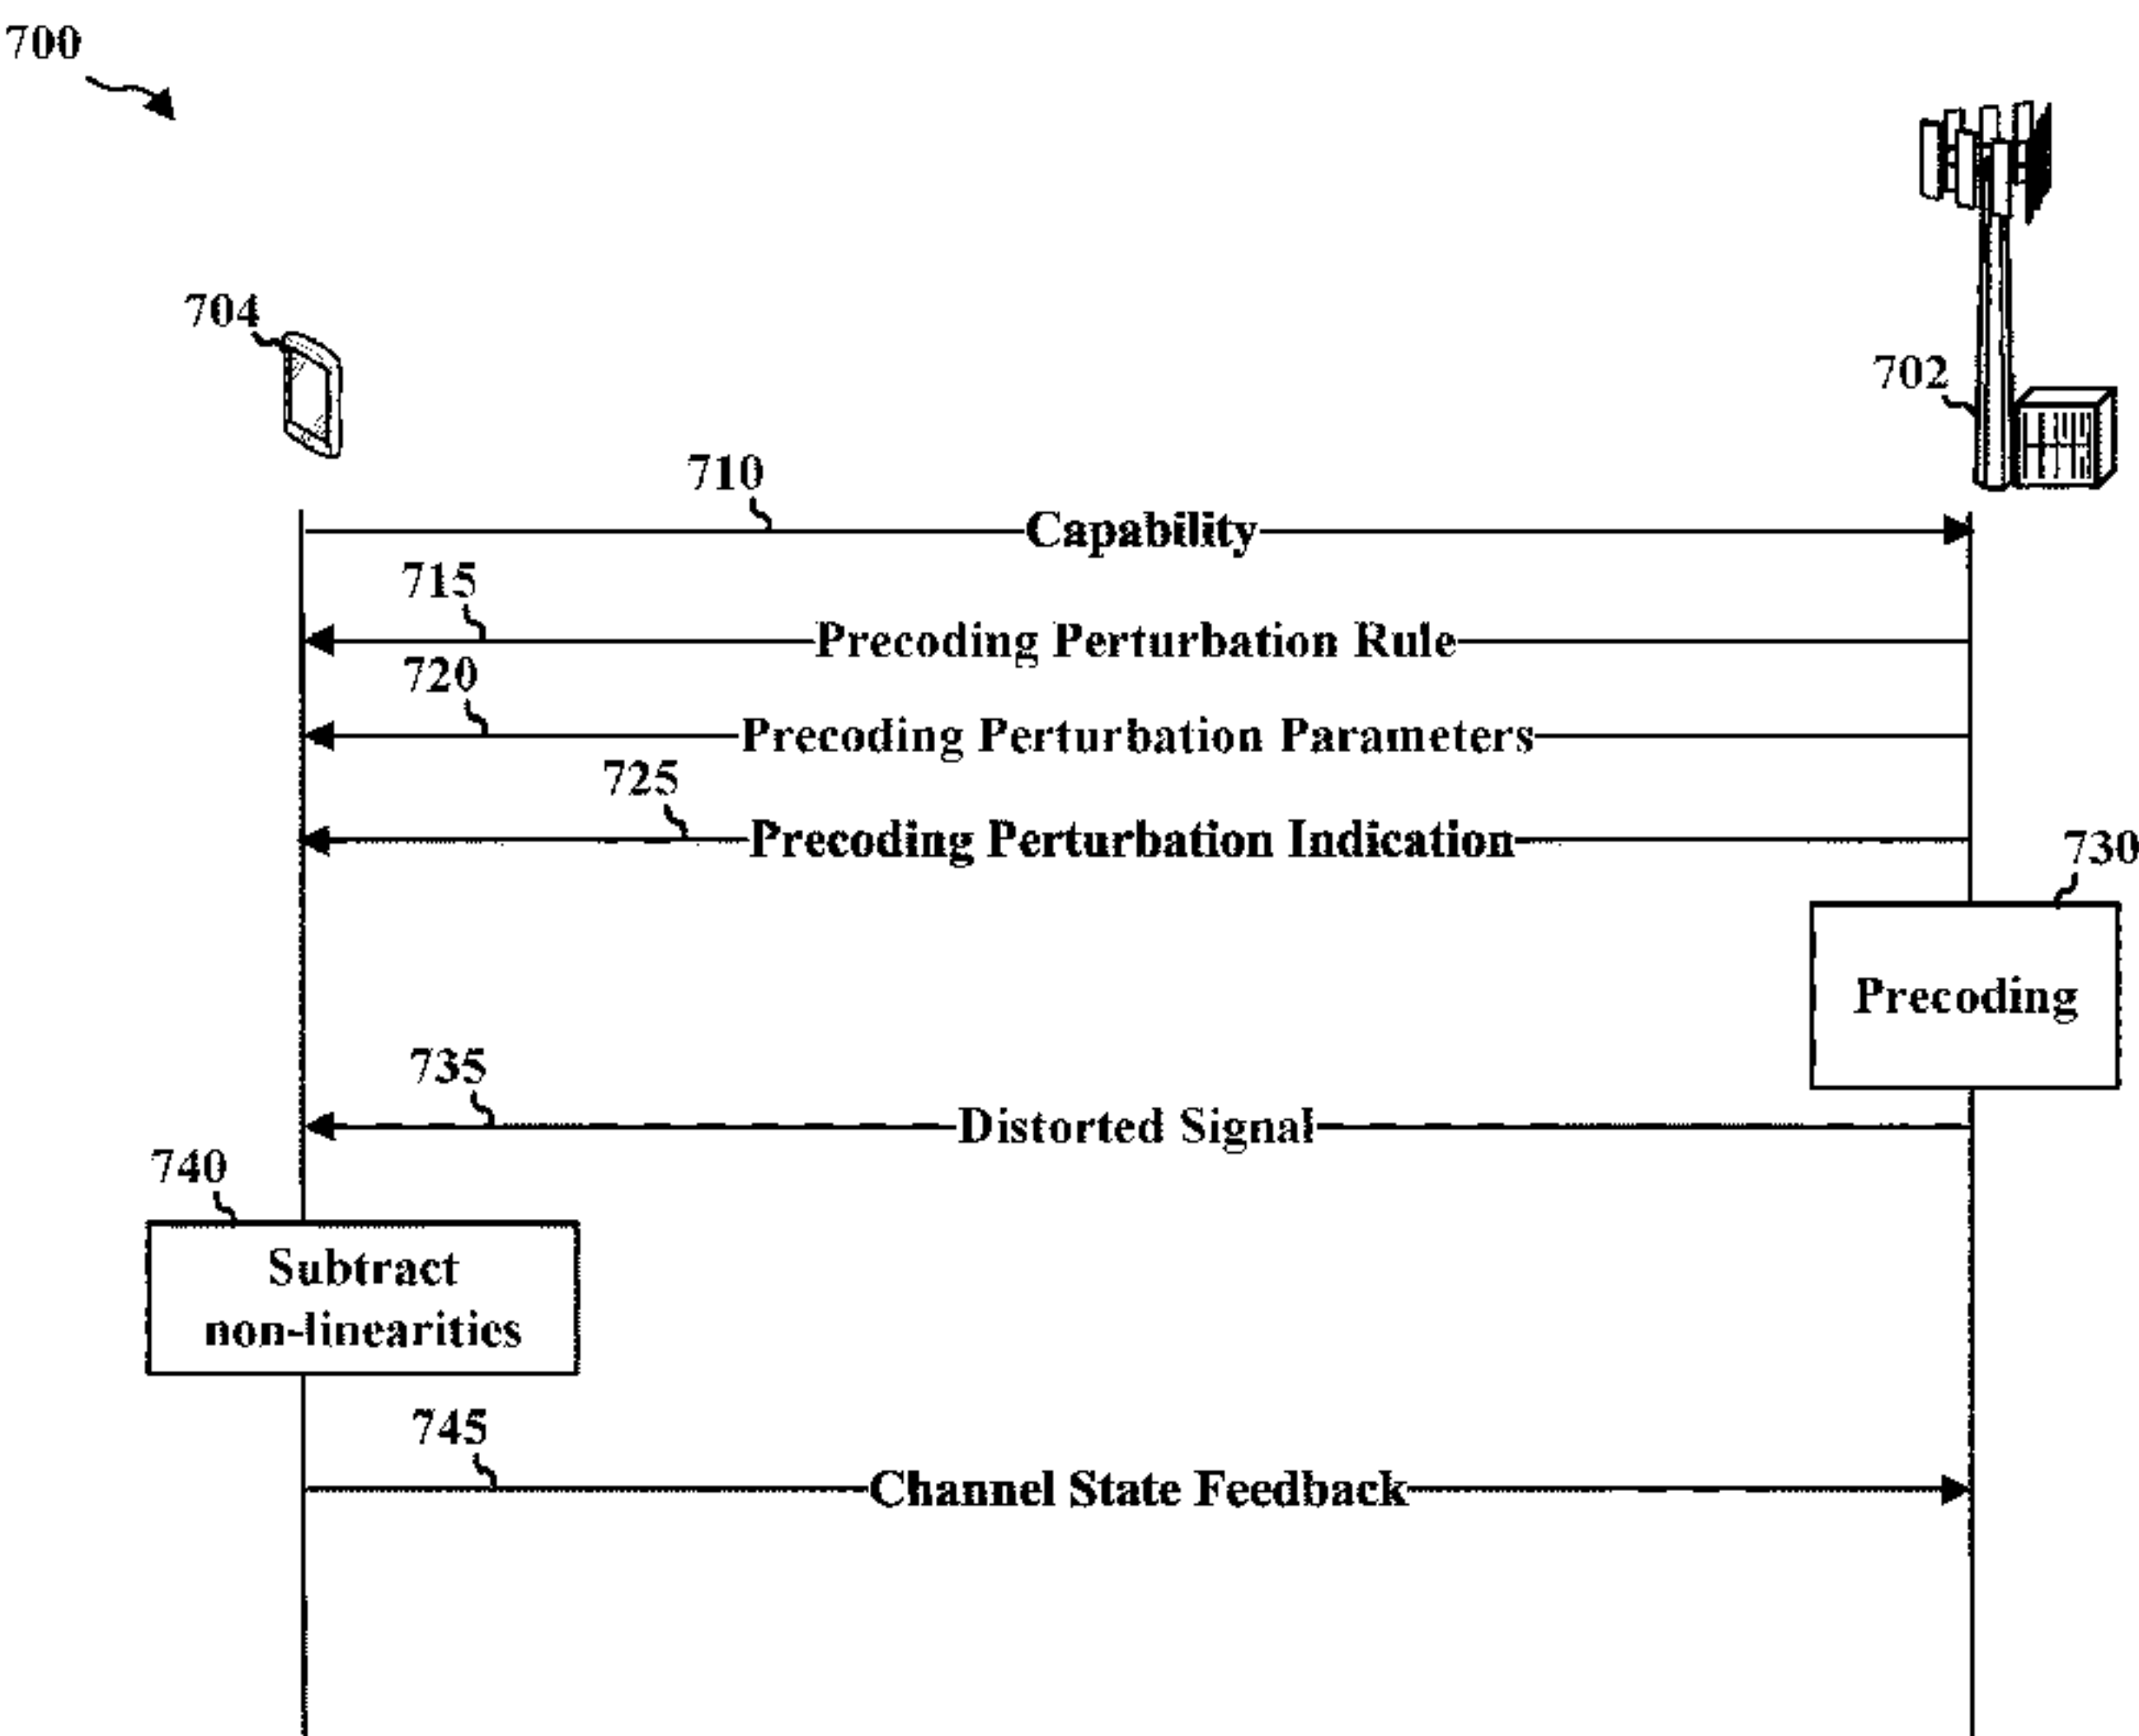 700
704
702
710
Capability
715
Precoding Perturbation Rule
720
Precoding Perturbation Parameters
725
Precoding Perturbation Indication
730
Precoding
735
Distorted Signal
740
Subtract
non-linearities
745
Channel State Feedback